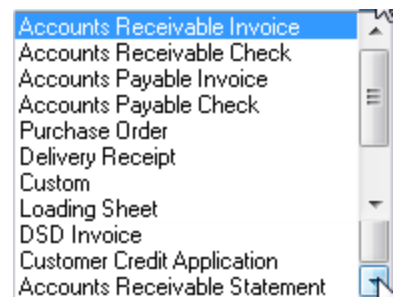 Accounts Receivable Invoice
Accounts Receivable Check
Accounts Payable Invoice
Accounts Payable Check
Purchase Order
Delivery Receipt
Custom
Loading Sheet
DSD Invoice
Customer Credit Application
Accounts Receivable Statement